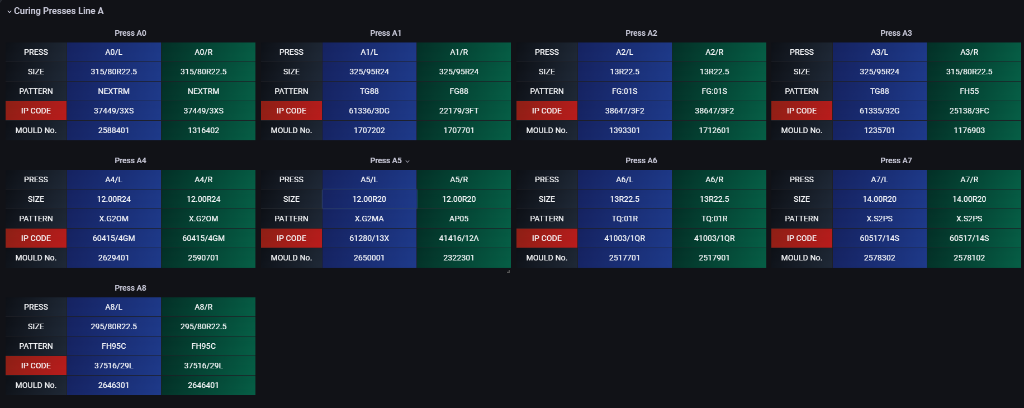 Curing Presses Line A
Press A0
PRESS A0/L A0/R
SIZE 315/80R22.5 315/80R22.5
PATTERN NEXTRM NEXTRM
IP CODE 37449/3XS 37449/3XS
MOULD No. 2588401 1316402
Press A1
PRESS A1/L A1/R
SIZE 325/95R24 325/95R24
PATTERN TG88 FG88
IP CODE 61336/3DG 22179/3FT
MOULD No. 1707202 1707701
Press A2
PRESS A2/L A2/R
SIZE 13R22.5 13R22.5
PATTERN FG:01S FG:01S
IP CODE 38647/3F2 38647/3F2
MOULD No. 1393301 1712601
Press A3
PRESS A3/L A3/R
SIZE 325/95R24 315/80R22.5
PATTERN TG88 FH55
IP CODE 61335/32G 25138/3FC
MOULD No. 1235701 1176903
Press A4
PRESS A4/L A4/R
SIZE 12.00R24 12.00R24
PATTERN X.G2OM X.G2OM
IP CODE 60415/4GM 60415/4GM
MOULD No. 2629401 2590701
Press A5
PRESS A5/L A5/R
SIZE 12.00R20 12.00R20
PATTERN X.G2MA AP05
IP CODE 61280/13X 41416/12A
MOULD No. 2650001 2322301
Press A6
PRESS A6/L A6/R
SIZE 13R22.5 13R22.5
PATTERN TQ:01R TQ:01R
IP CODE 41003/1QR 41003/1QR
MOULD No. 2517701 2517901
Press A7
PRESS A7/L A7/R
SIZE 14.00R20 14.00R20
PATTERN X.S2PS X.S2PS
IP CODE 60517/14S 60517/14S
MOULD No. 2578302 2578102
Press A8
PRESS A8/L A8/R
SIZE 295/80R22.5 295/80R22.5
PATTERN FH95C FH95C
IP CODE 37516/29L 37516/29L
MOULD No. 2646301 2646401